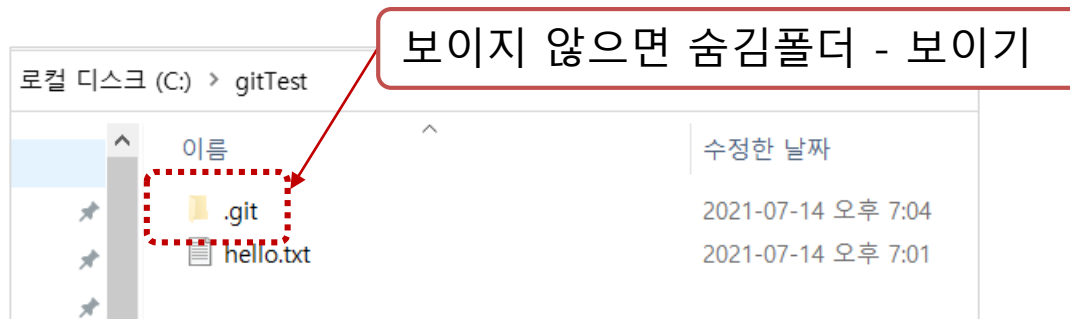 보이지 않으면 숨김폴더 - 보이기
로컬 디스크 (C:) > gitTest
이름 수정한 날짜
.git 2021-07-14 오후 7:04
hello.txt 2021-07-14 오후 7:01